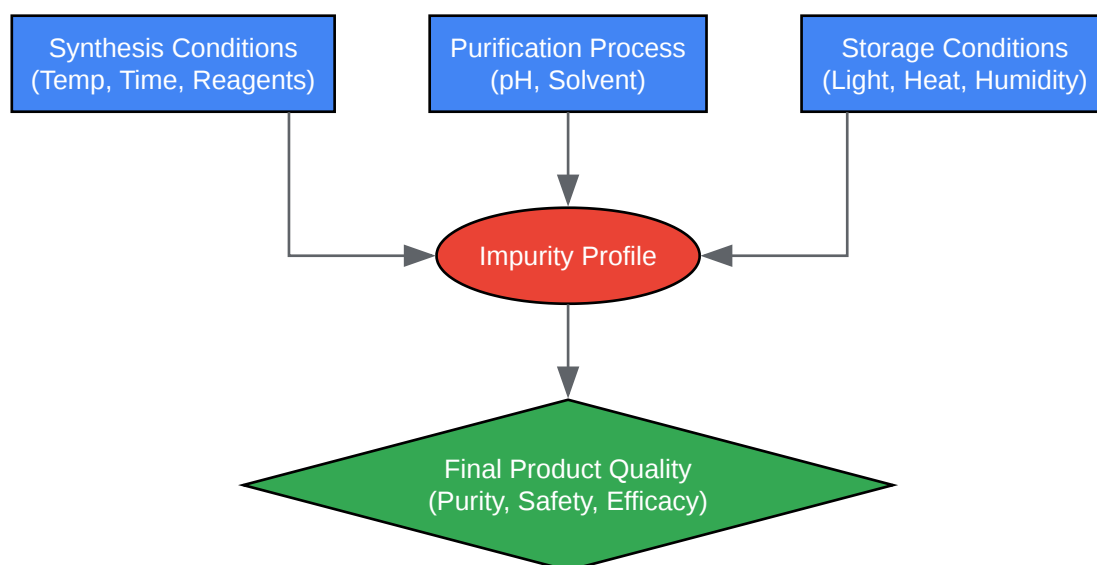 Synthesis Conditions
(Temp, Time, Reagents)
Purification Process
(pH, Solvent)
Storage Conditions
(Light, Heat, Humidity)
Impurity Profile
Final Product Quality
(Purity, Safety, Efficacy)